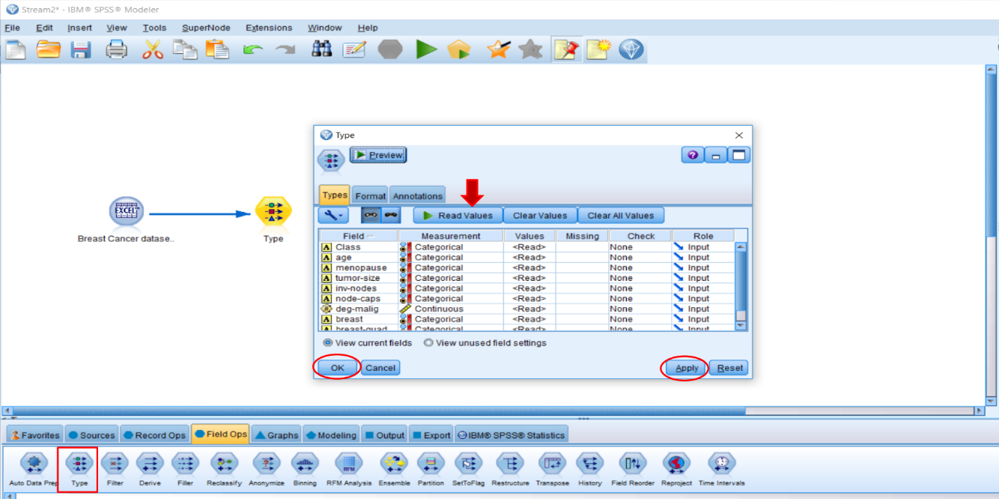 Stream2* - IBM® SPSS® Modeler
File Edit Insert View Tools SuperNode Extensions Window Help
Type
Preview
Types Format Annotations
Read Values Clear Values Clear All Values
Field Measurement Values Missing Check Role
A Class Categorical <Read> None Input
A age Categorical <Read> None Input
A menopause Categorical <Read> None Input
A tumor-size Categorical <Read> None Input
A inv-nodes Categorical <Read> None Input
A node-caps Categorical <Read> None Input
deg-malig Continuous <Read> None Input
A breast Categorical <Read> None Input
A breast-quad Categorical <Read> None Input
View current fields View unused field settings
OK Cancel Apply Reset
EXCEL
Breast Cancer datase.. Type
Favorites Sources Record Ops Field Ops Graphs Modeling Output Export IBM® SPSS® Statistics
RFM
Auto Data Prep Type Filter Derive Filler Reclassify Anonymize Binning RFM Analysis Ensemble Partition SetToFlag Restructure Transpose History Field Reorder Reproject Time Intervals